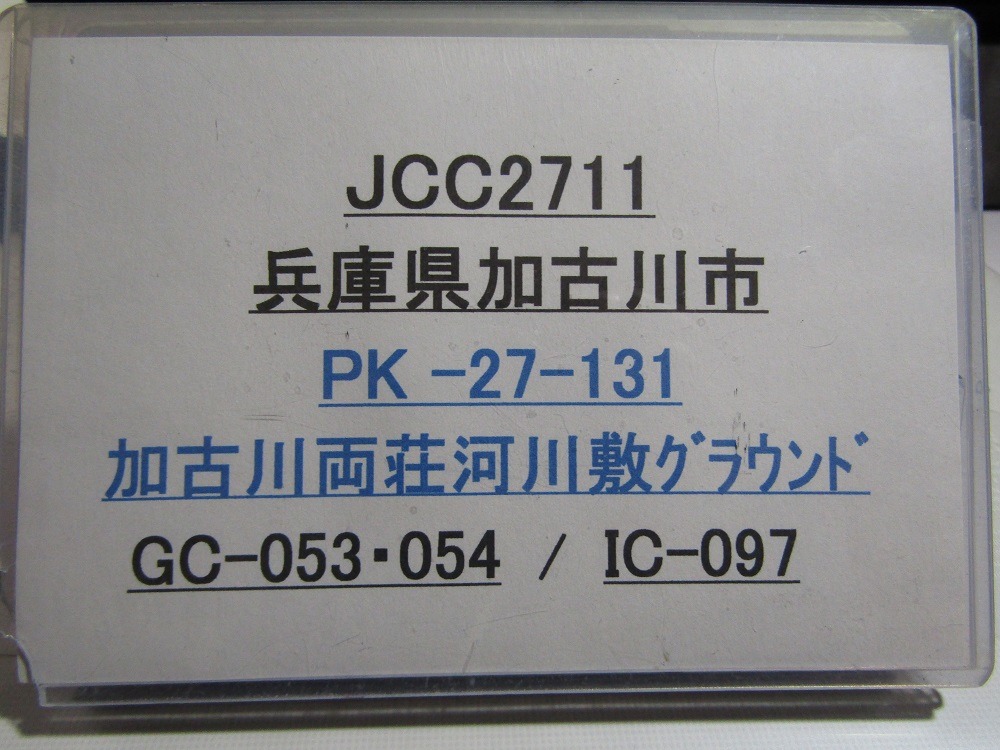 JCC2711
兵庫県加古川市
PK -27-131
加古川両荘河川敷ｸﾞﾗｳﾝﾄﾞ
GC-053･054 / IC-097